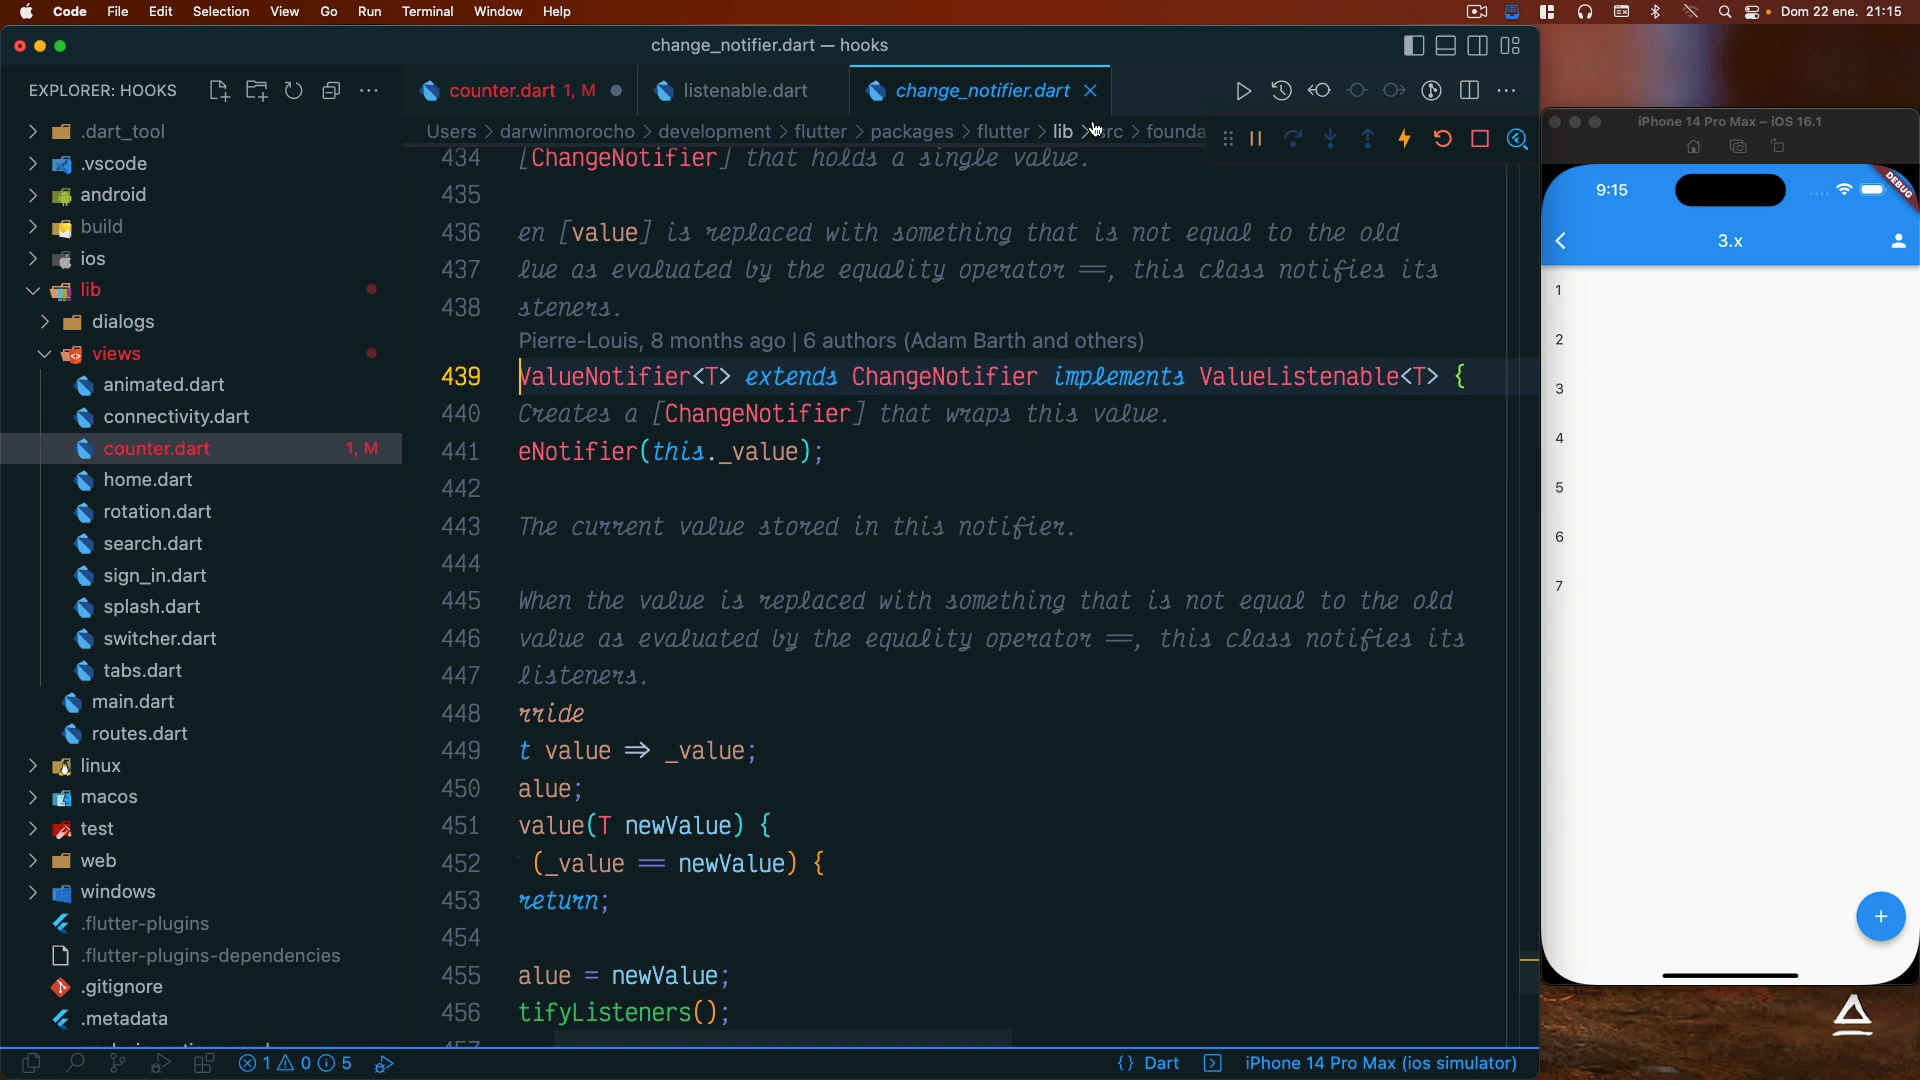 Code File Edit Selection View Go Run Terminal Window Help Dom 22 ene. 21:15
change_notifier.dart — hooks
EXPLORER: HOOKS
counter.dart 1, M
listenable.dart
change_notifier.dart
Users > darwinmorocho > development > flutter > packages > flutter > lib > src > founda
.dart_tool
.vscode
android
build
ios
lib
dialogs
views
animated.dart
connectivity.dart
counter.dart 1, M
home.dart
rotation.dart
search.dart
sign_in.dart
splash.dart
switcher.dart
tabs.dart
main.dart
routes.dart
linux
macos
test
web
windows
.flutter-plugins
.flutter-plugins-dependencies
.gitignore
.metadata
434 [ChangeNotifier] that holds a single value.
435
436 en [value] is replaced with something that is not equal to the old
437 lue as evaluated by the equality operator ==, this class notifies its
438 steners.
Pierre-Louis, 8 months ago | 6 authors (Adam Barth and others)
439 ValueNotifier<T> extends ChangeNotifier implements ValueListenable<T> {
440 Creates a [ChangeNotifier] that wraps this value.
441 eNotifier(this._value);
442
443 The current value stored in this notifier.
444
445 When the value is replaced with something that is not equal to the old
446 value as evaluated by the equality operator ==, this class notifies its
447 listeners.
448 rride
449 t value => _value;
450 alue;
451 value(T newValue) {
452 (_value == newValue) {
453 return;
454
455 alue = newValue;
456 tifyListeners();
1 0 5
{} Dart
iPhone 14 Pro Max (ios simulator)
iPhone 14 Pro Max – iOS 16.1
9:15
DEBUG
3.x
1
2
3
4
5
6
7
+